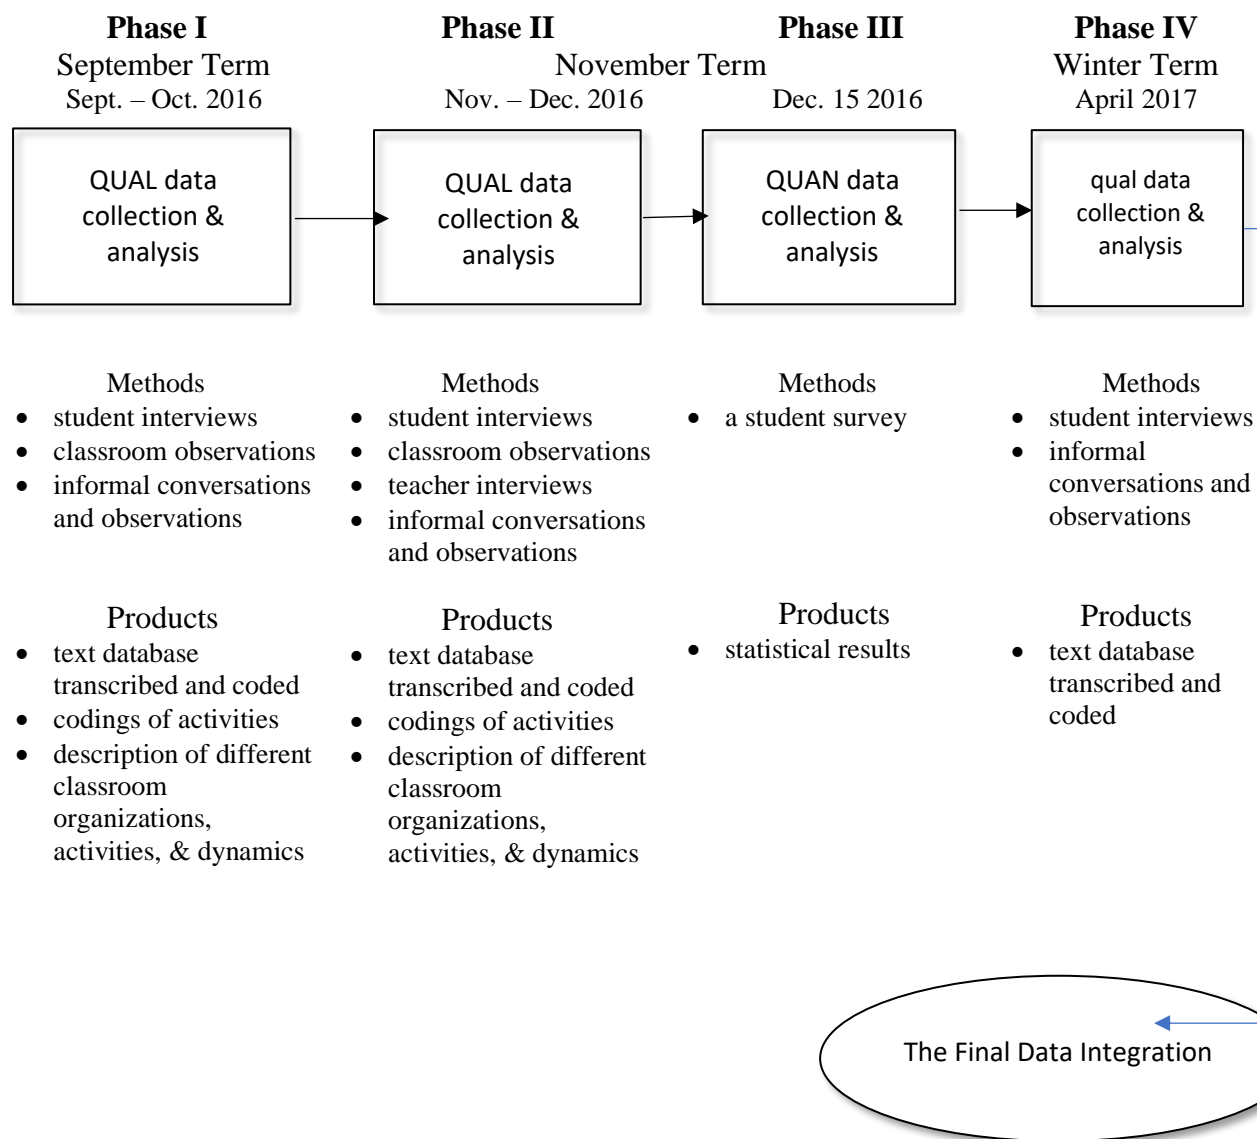 Phase I
September Term
Sept. – Oct. 2016
Phase II
Phase III
November Term
Nov. – Dec. 2016
Dec. 15 2016
Phase IV
Winter Term
April 2017
QUAL data
collection &
analysis
QUAL data
collection &
analysis
QUAN data
collection &
analysis
qual data
collection &
analysis
Methods
• student interviews
• classroom observations
• informal conversations
and observations
Methods
• student interviews
• classroom observations
• teacher interviews
• informal conversations
and observations
Methods
• a student survey
Methods
• student interviews
• informal
conversations and
observations
Products
• text database
transcribed and coded
• codings of activities
• description of different
classroom
organizations,
activities, & dynamics
Products
• text database
transcribed and coded
• codings of activities
• description of different
classroom
organizations,
activities, & dynamics
Products
• statistical results
Products
• text database
transcribed and
coded
The Final Data Integration